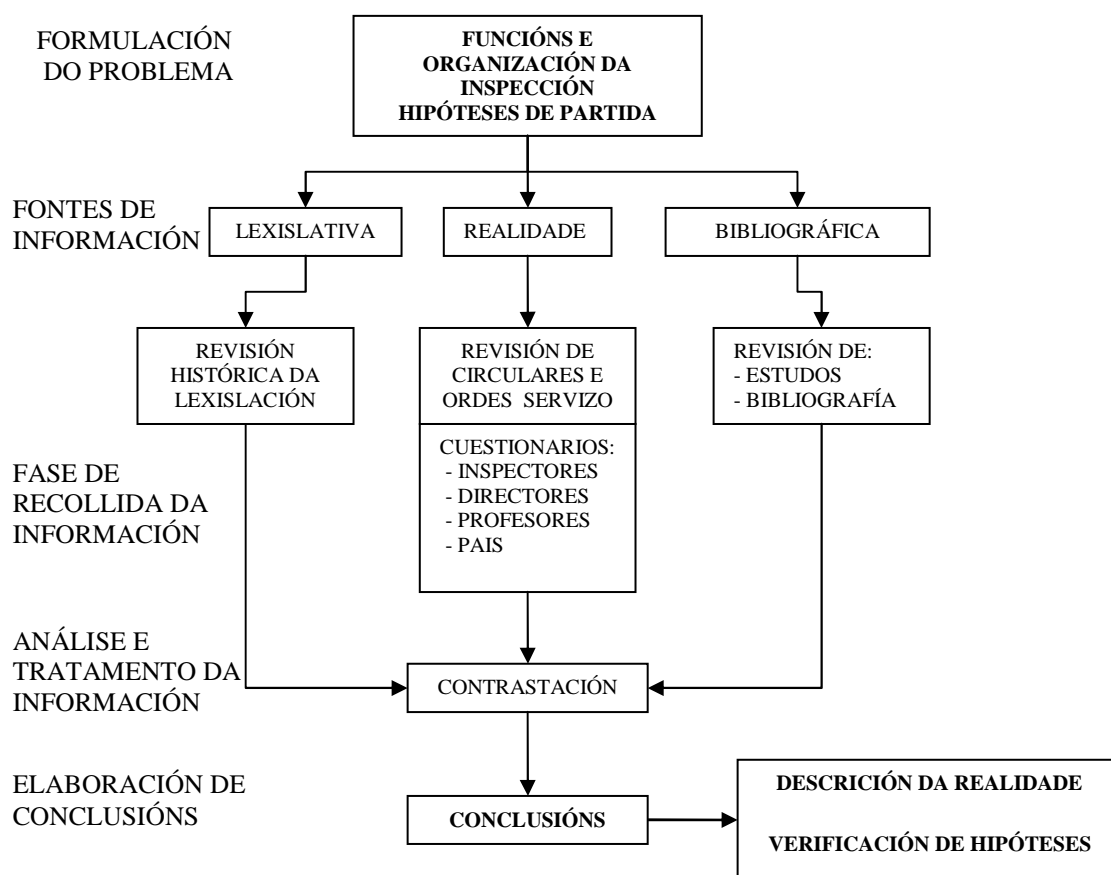 FORMULACIÓN
DO PROBLEMA
FUNCIÓNS E
ORGANIZACIÓN DA
INSPECCIÓN
HIPÓTESES DE PARTIDA
FONTES DE
INFORMACIÓN
LEXISLATIVA
REALIDADE
BIBLIOGRÁFICA
REVISIÓN
HISTÓRICA DA
LEXISLACIÓN
REVISIÓN DE
CIRCULARES E
ORDES SERVIZO
REVISIÓN DE:
- ESTUDOS
- BIBLIOGRAFÍA
FASE DE
RECOLLIDA DA
INFORMACIÓN
CUESTIONARIOS:
- INSPECTORES
- DIRECTORES
- PROFESORES
- PAIS
ANÁLISE E
TRATAMENTO DA
INFORMACIÓN
CONTRASTACIÓN
ELABORACIÓN DE
CONCLUSIÓNS
CONCLUSIÓNS
DESCRICIÓN DA REALIDADE
VERIFICACIÓN DE HIPÓTESES